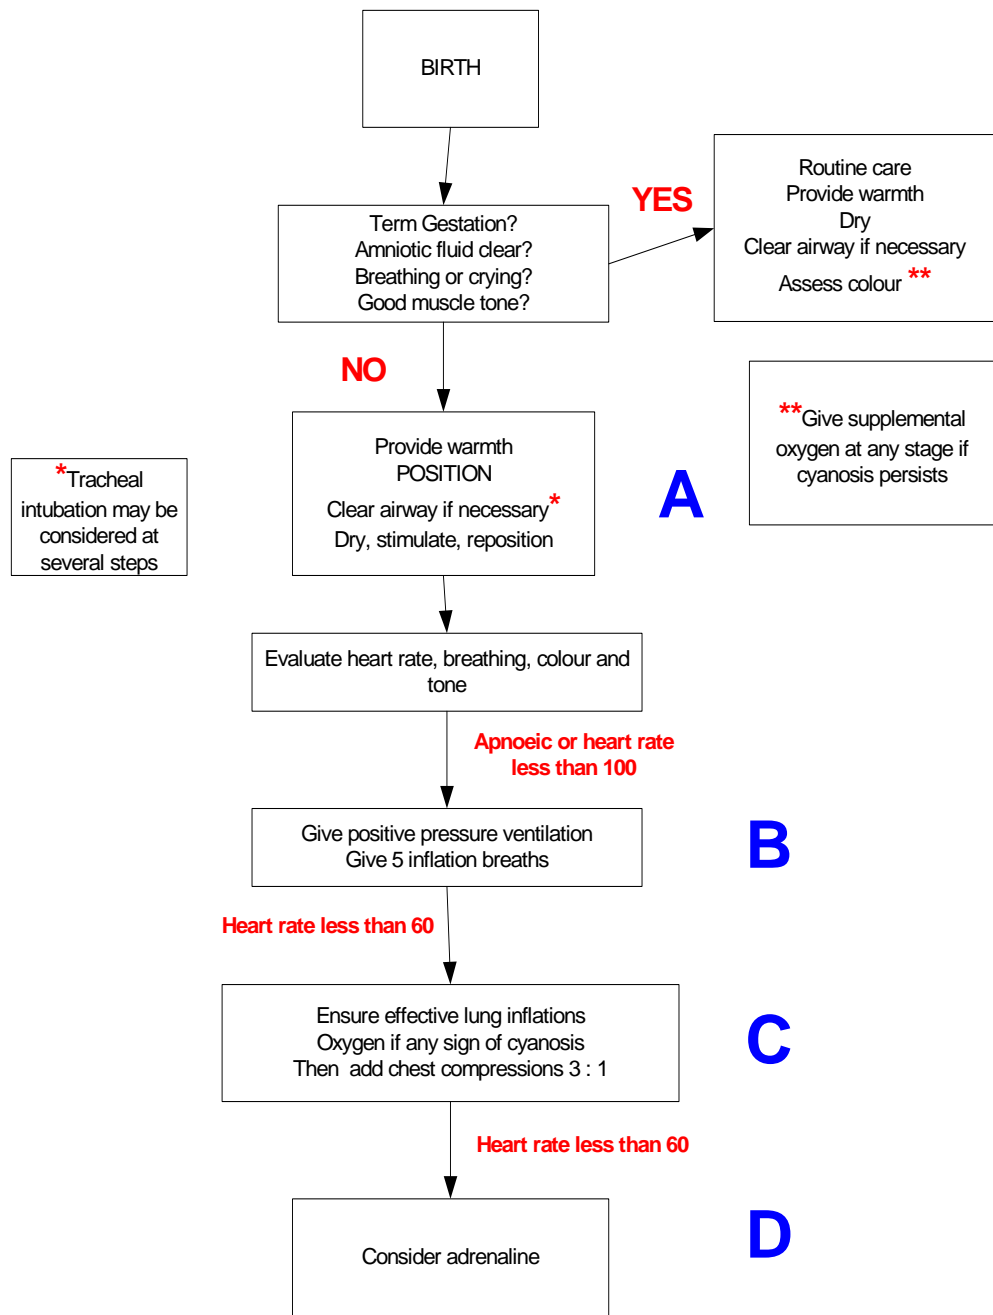 BIRTH
Term Gestation?
Amniotic fluid clear?
Breathing or crying?
Good muscle tone?
YES
Routine care
Provide warmth
Dry
Clear airway if necessary
Assess colour **
NO
Provide warmth
POSITION
Clear airway if necessary*
Dry, stimulate, reposition
A
**Give supplemental
oxygen at any stage if
cyanosis persists
*Tracheal
intubation may be
considered at
several steps
Evaluate heart rate, breathing, colour and
tone
Apnoeic or heart rate
less than 100
Give positive pressure ventilation
Give 5 inflation breaths
B
Heart rate less than 60
Ensure effective lung inflations
Oxygen if any sign of cyanosis
Then add chest compressions 3 : 1
C
Heart rate less than 60
Consider adrenaline
D